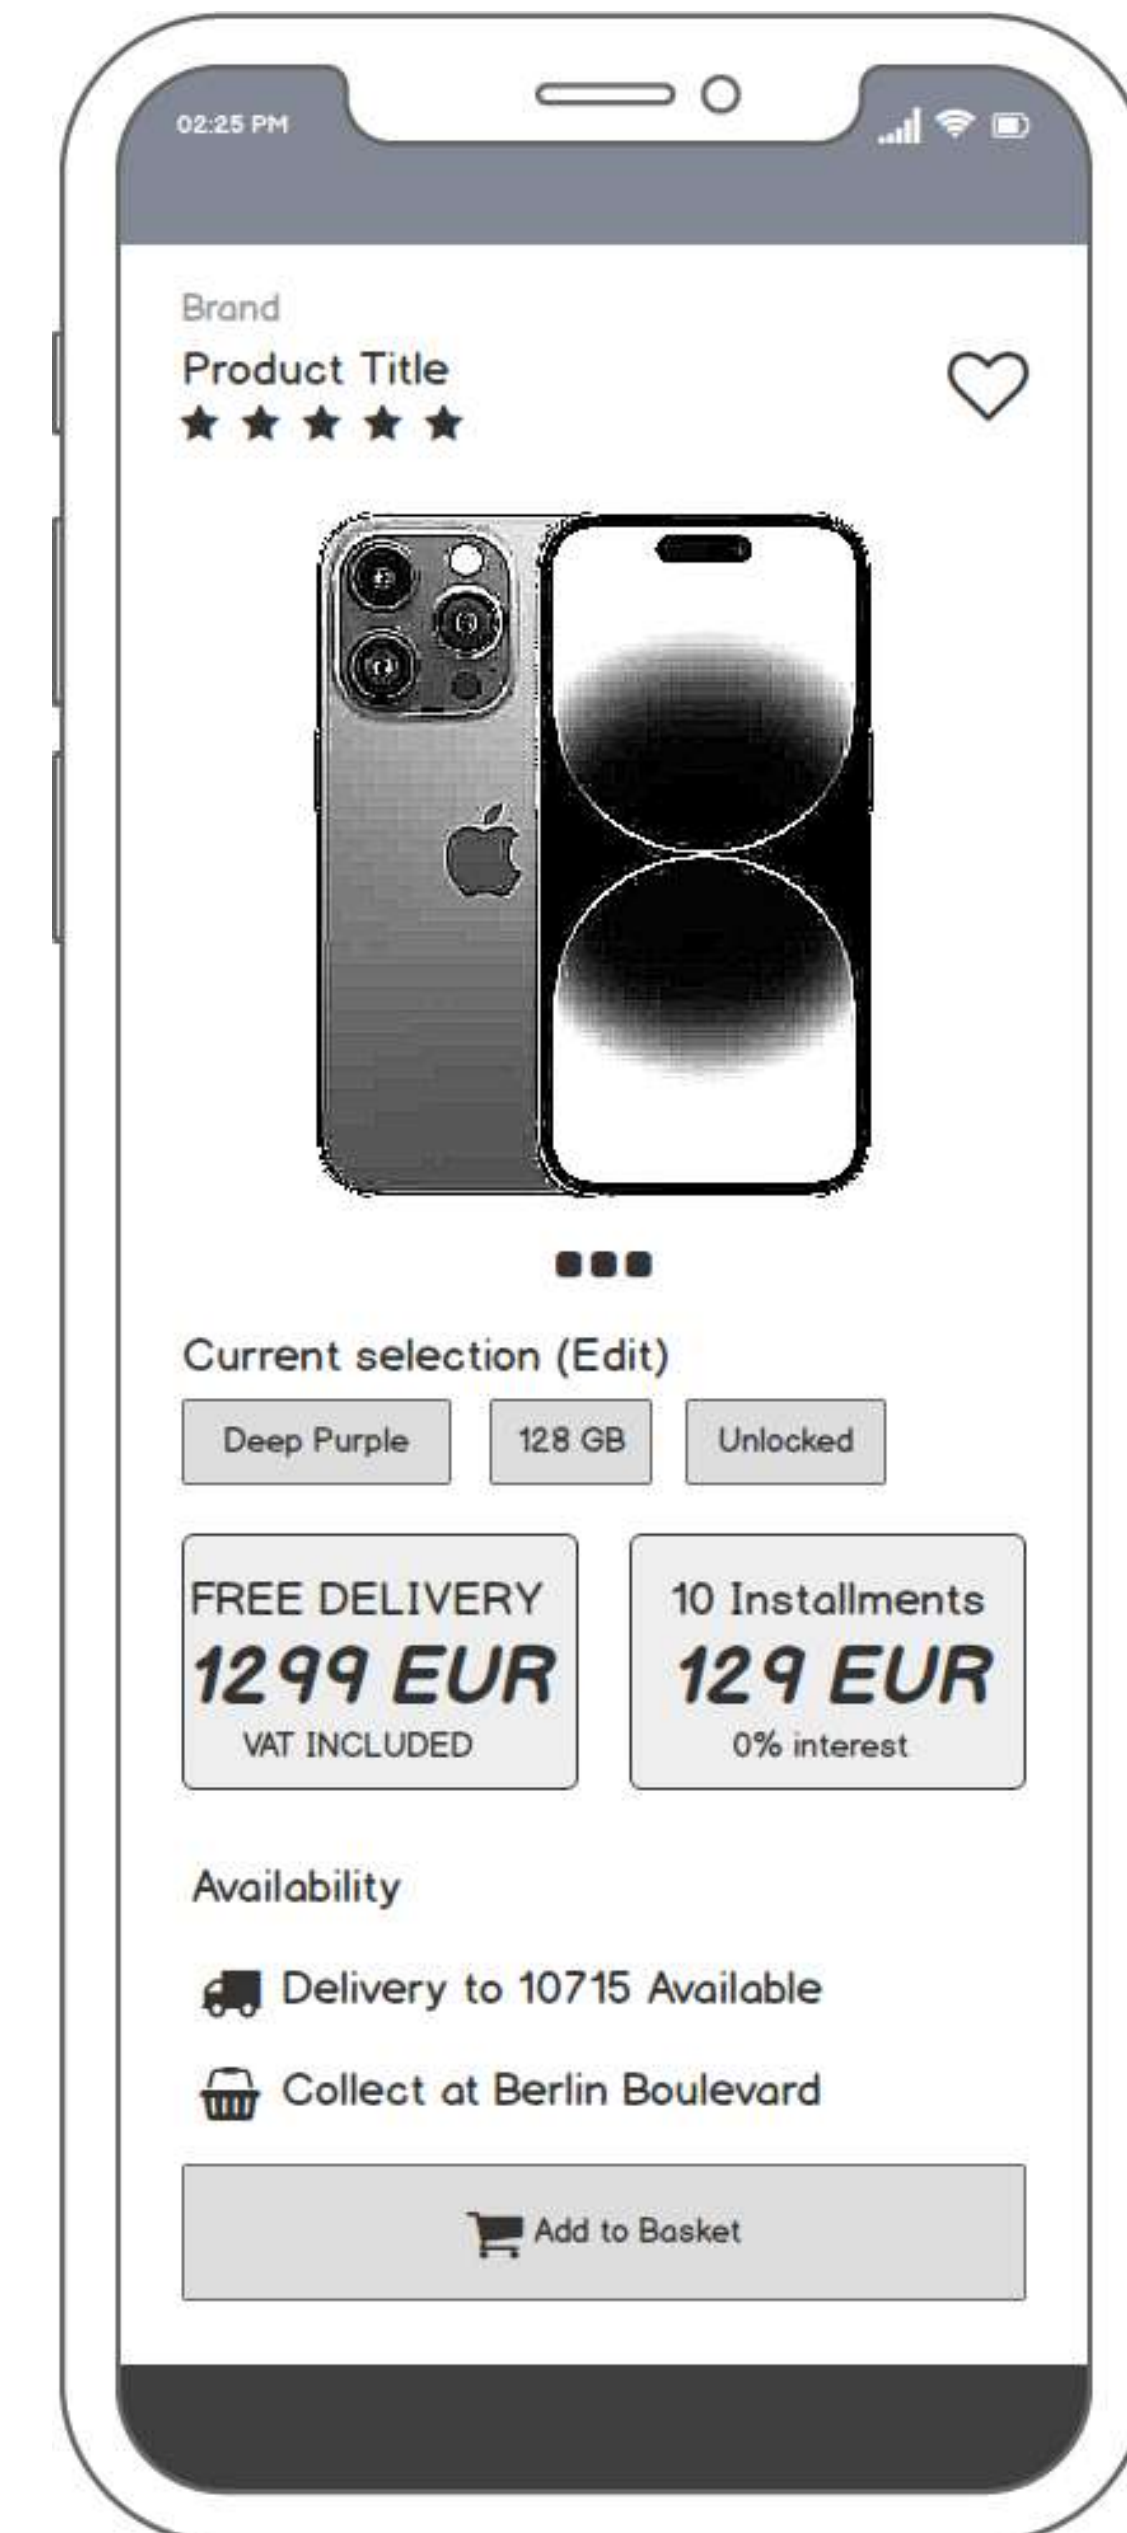 02:25 PM
Brand
Product Title
Current selection (Edit)
Deep Purple 128 GB Unlocked
FREE DELIVERY
1299 EUR
VAT INCLUDED
10 Installments
129 EUR
0% interest
Availability
Delivery to 10715 Available
Collect at Berlin Boulevard
Add to Basket